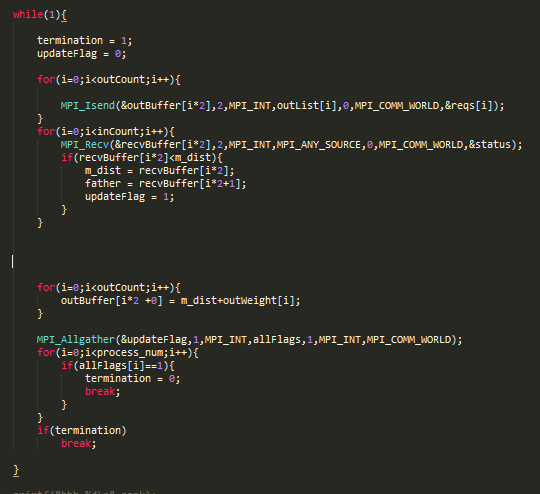 while(1){
termination = 1;
updateFlag = 0;
for(i=0;i<outCount;i++){
MPI_Isend(&outBuffer[i*2],2,MPI_INT,outList[i],0,MPI_COMM_WORLD,&reqs[i]);
}
for(i=0;i<inCount;i++){
MPI_Recv(&recvBuffer[i*2],2,MPI_INT,MPI_ANY_SOURCE,0,MPI_COMM_WORLD,&status);
if(recvBuffer[i*2]<m_dist){
m_dist = recvBuffer[i*2];
father = recvBuffer[i*2+1];
updateFlag = 1;
}
}
for(i=0;i<outCount;i++){
outBuffer[i*2 +0] = m_dist+outWeight[i];
}
MPI_Allgather(&updateFlag,1,MPI_INT,allFlags,1,MPI_INT,MPI_COMM_WORLD);
for(i=0;i<process_num;i++){
if(allFlags[i]==1){
termination = 0;
break;
}
}
if(termination)
break;
}